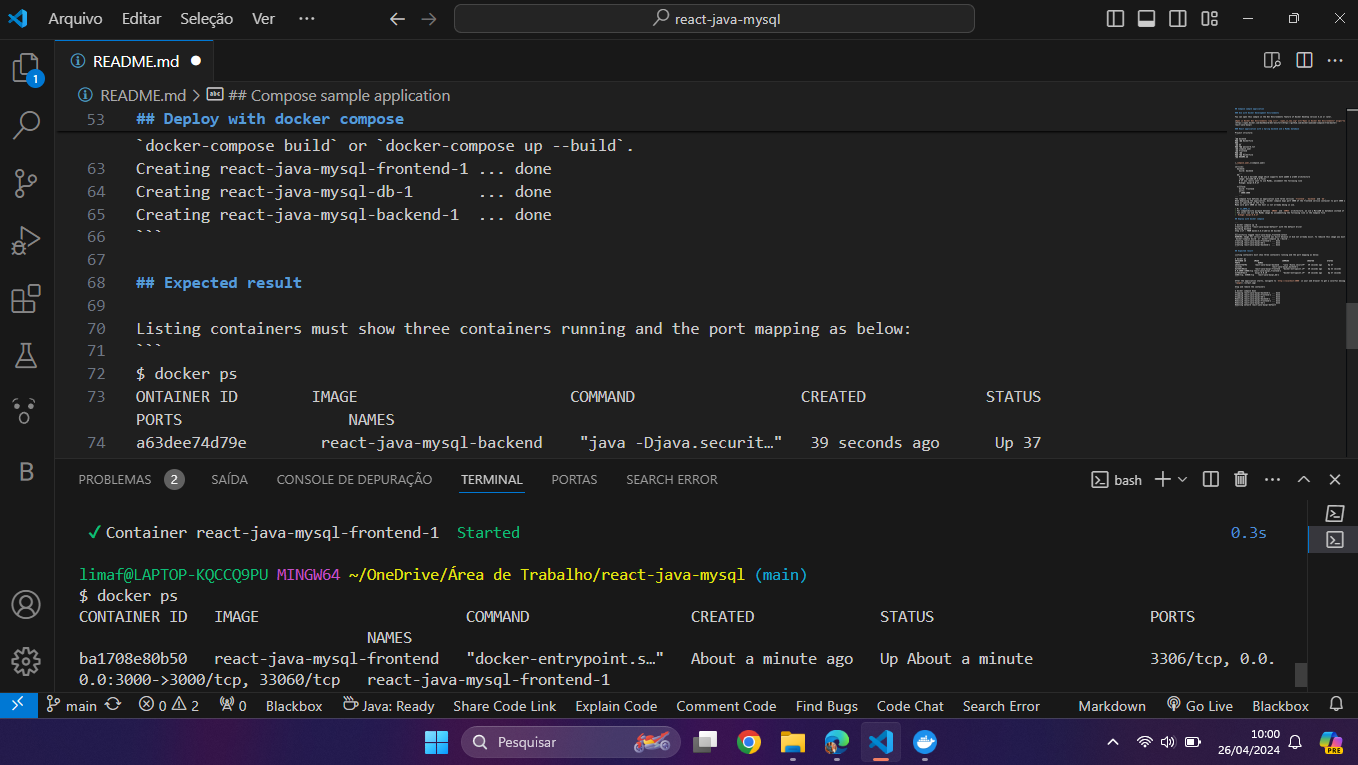 Arquivo Editar Seleção Ver ··· react-java-mysql
README.md
README.md > ## Compose sample application
53 ## Deploy with docker compose
`docker-compose build` or `docker-compose up --build`.
63 Creating react-java-mysql-frontend-1 ... done
64 Creating react-java-mysql-db-1 ... done
65 Creating react-java-mysql-backend-1 ... done
66 ```
67
68 ## Expected result
69
70 Listing containers must show three containers running and the port mapping as below:
71 ```
72 $ docker ps
73 ONTAINER ID IMAGE COMMAND CREATED STATUS
PORTS NAMES
74 a63dee74d79e react-java-mysql-backend "java -Djava.securit…" 39 seconds ago Up 37
PROBLEMAS 2 SAÍDA CONSOLE DE DEPURAÇÃO TERMINAL PORTAS SEARCH ERROR bash
✓ Container react-java-mysql-frontend-1 Started 0.3s
limaf@LAPTOP-KQCCQ9PU MINGW64 ~/OneDrive/Área de Trabalho/react-java-mysql (main)
$ docker ps
CONTAINER ID IMAGE COMMAND CREATED STATUS PORTS
NAMES
ba1708e80b50 react-java-mysql-frontend "docker-entrypoint.s…" About a minute ago Up About a minute 3306/tcp, 0.0.
0.0:3000->3000/tcp, 33060/tcp react-java-mysql-frontend-1
1
B
main 0 2 0 Blackbox Java: Ready Share Code Link Explain Code Comment Code Find Bugs Code Chat Search Error Markdown Go Live Blackbox
Pesquisar
10:00
26/04/2024
PRE